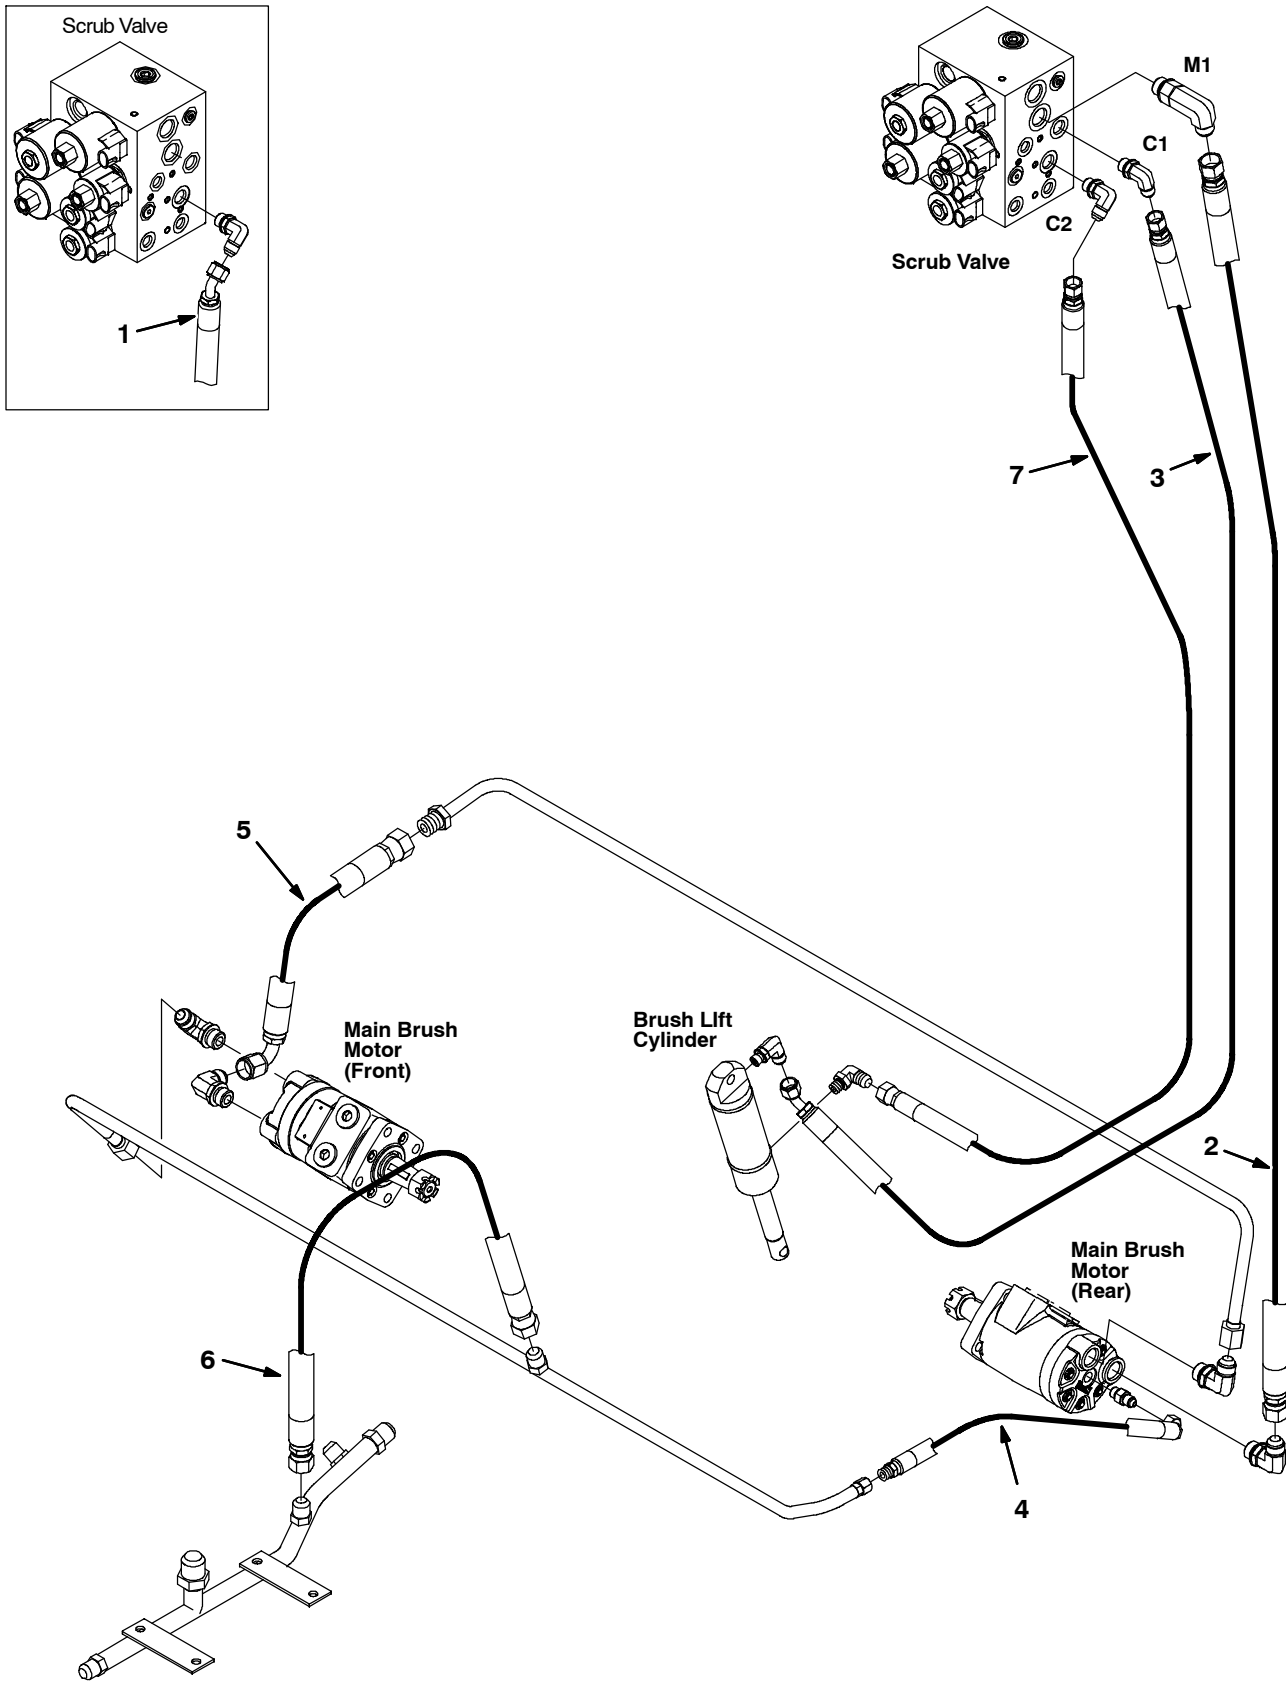 Scrub Valve
1
M1
C1
C2
Scrub Valve
7
3
5
Main Brush
Motor
(Front)
Brush LIft
Cylinder
2
Main Brush
Motor
(Rear)
6
4